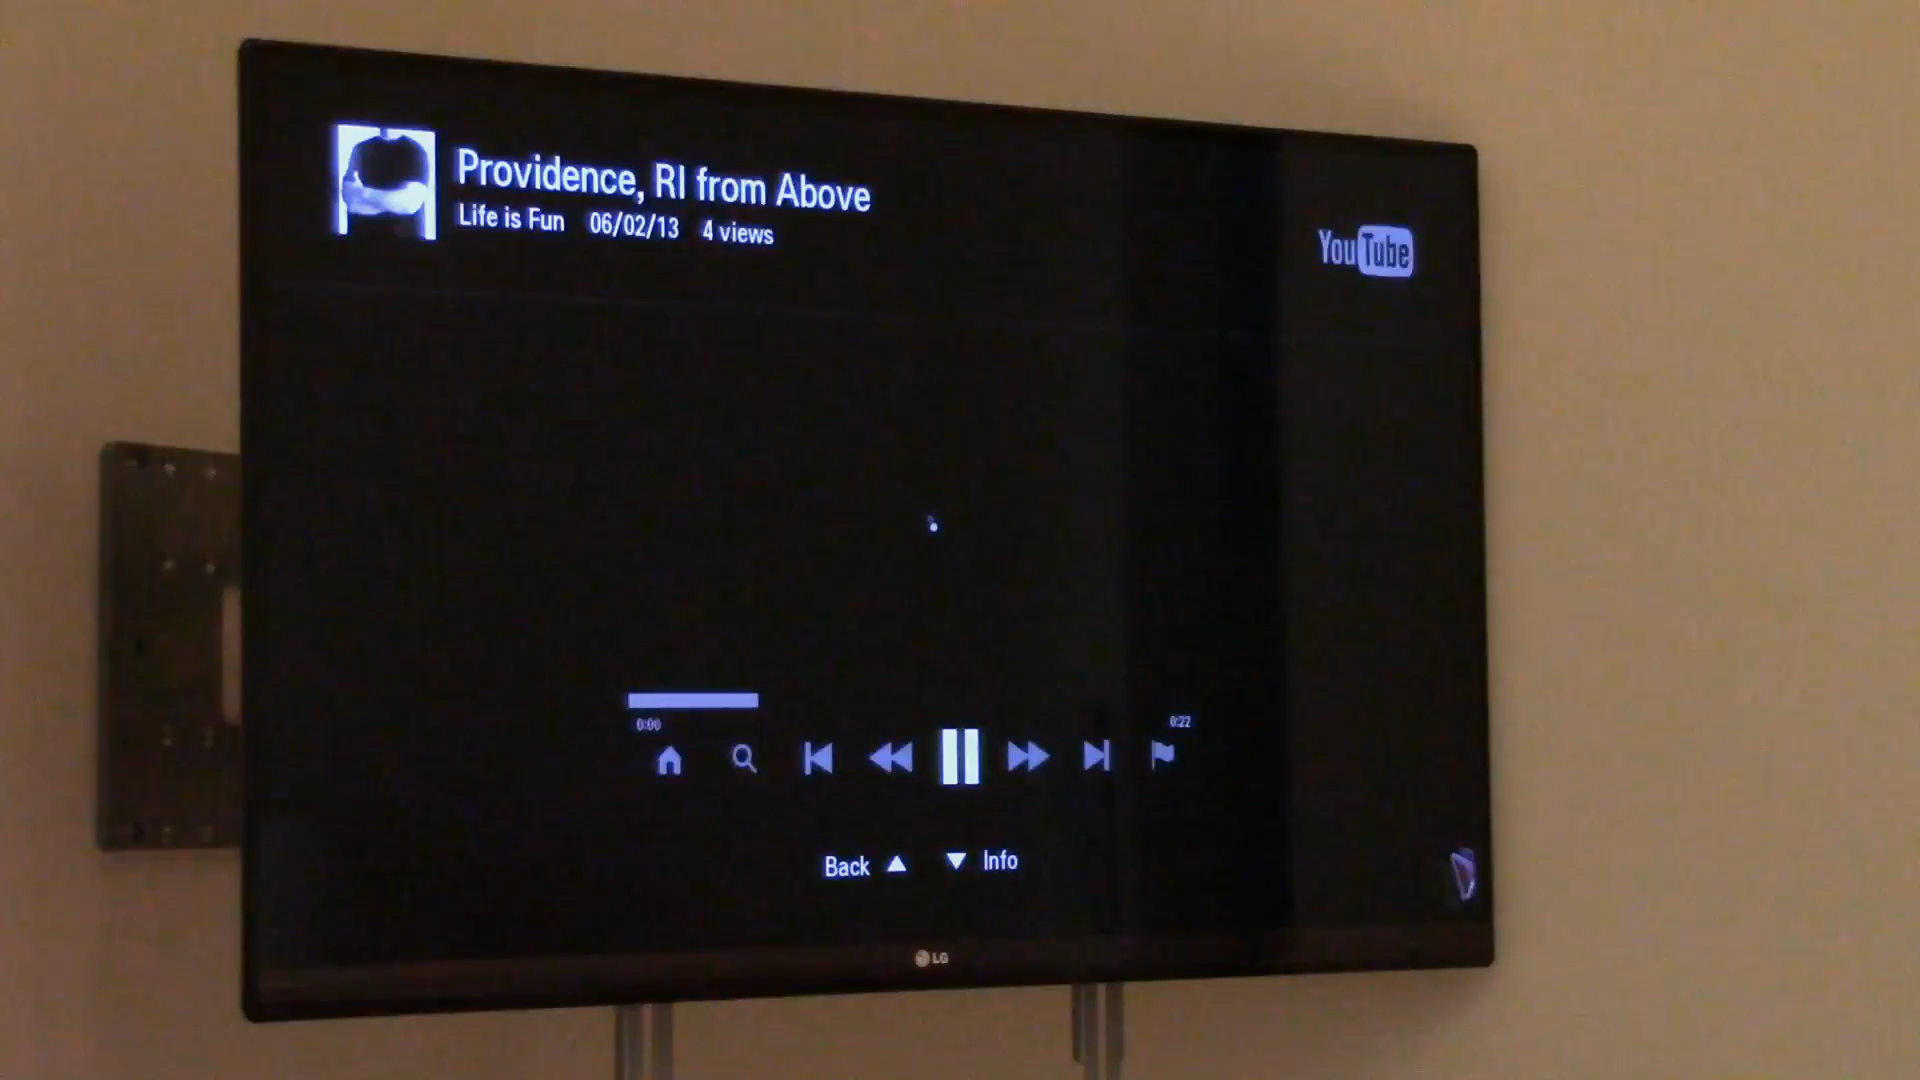 Providence, RI from Above
Life is Fun 06/02/13 4 views
YouTube
0:00
0:22
Back Info
LG